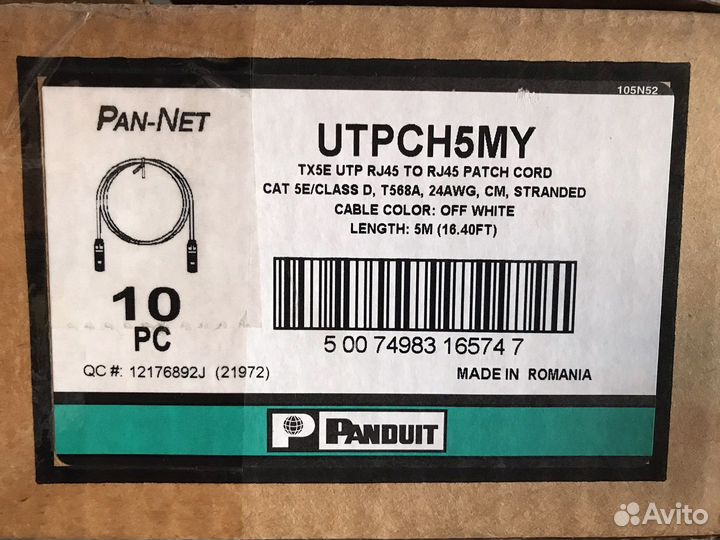 105N52
PAN-NET
UTPCH5MY
TX5E UTP RJ45 TO RJ45 PATCH CORD
CAT 5E/CLASS D, T568A, 24AWG, CM, STRANDED
CABLE COLOR: OFF WHITE
LENGTH: 5M (16.40FT)
10
PC
5 00 74983 16574 7
QC #: 12176892J (21972)
MADE IN ROMANIA
P PANDUIT
Avito